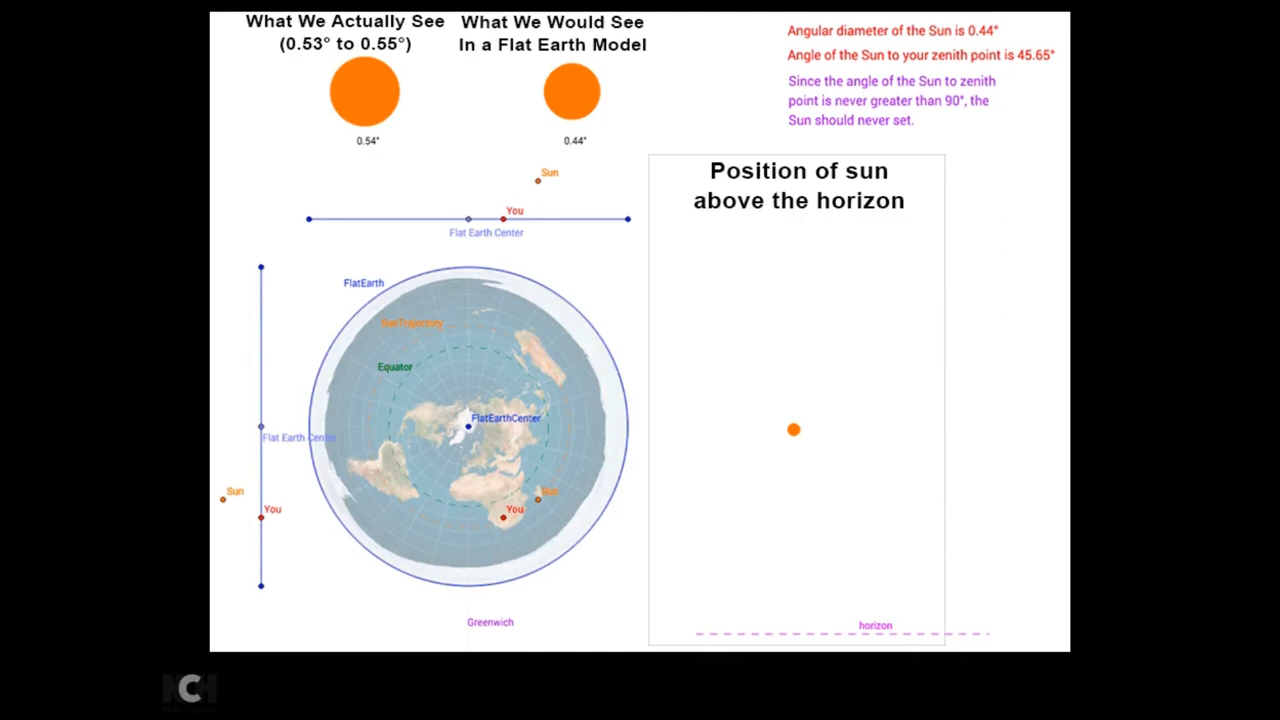 What We Actually See
(0.53° to 0.55°)
What We Would See
In a Flat Earth Model
Angular diameter of the Sun is 0.44°
Angle of the Sun to your zenith point is 45.65°
Since the angle of the Sun to zenith
point is never greater than 90°, the
Sun should never set.
0.54°
0.44°
Sun
You
Flat Earth Center
Position of sun
above the horizon
FlatEarth
SunTrajectory
Equator
FlatEarthCenter
Flat Earth Center
Sun
You
Sun
You
Greenwich
horizon
NCH